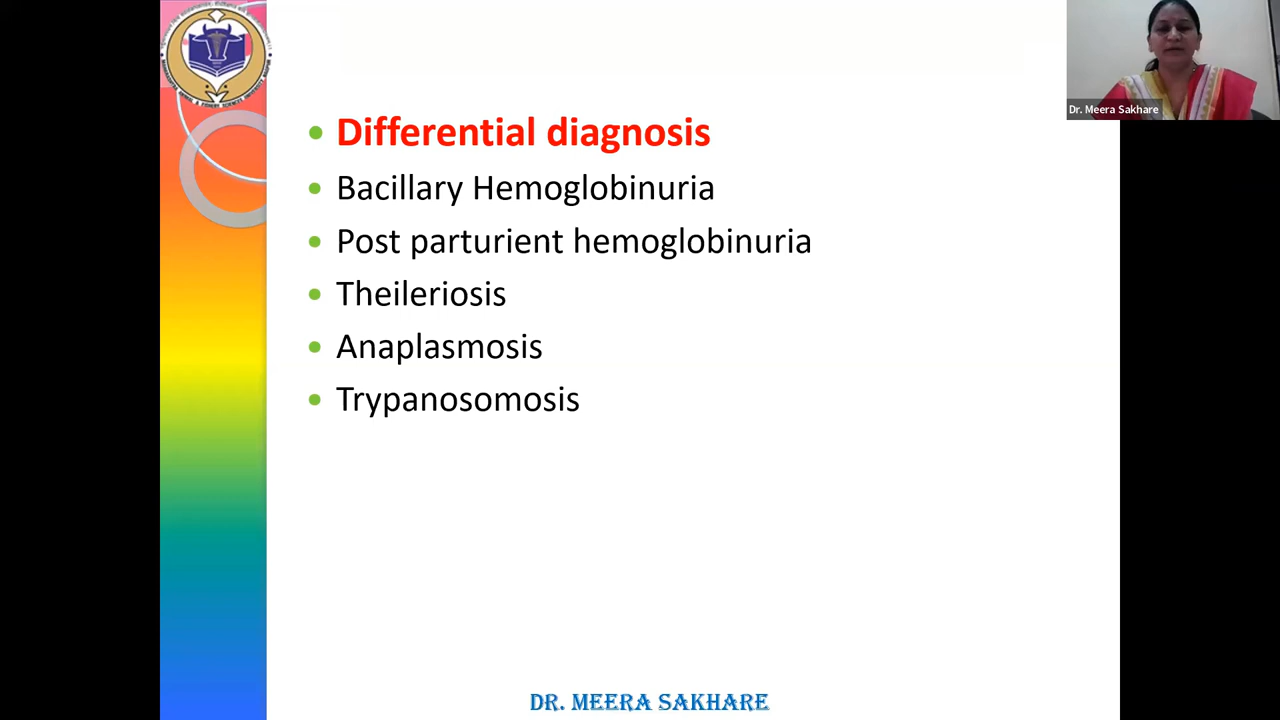 Differential diagnosis
Bacillary Hemoglobinuria
Post parturient hemoglobinuria
Theileriosis
Anaplasmosis
Trypanosomosis
DR. MEERA SAKHARE
Dr. Meera Sakhare